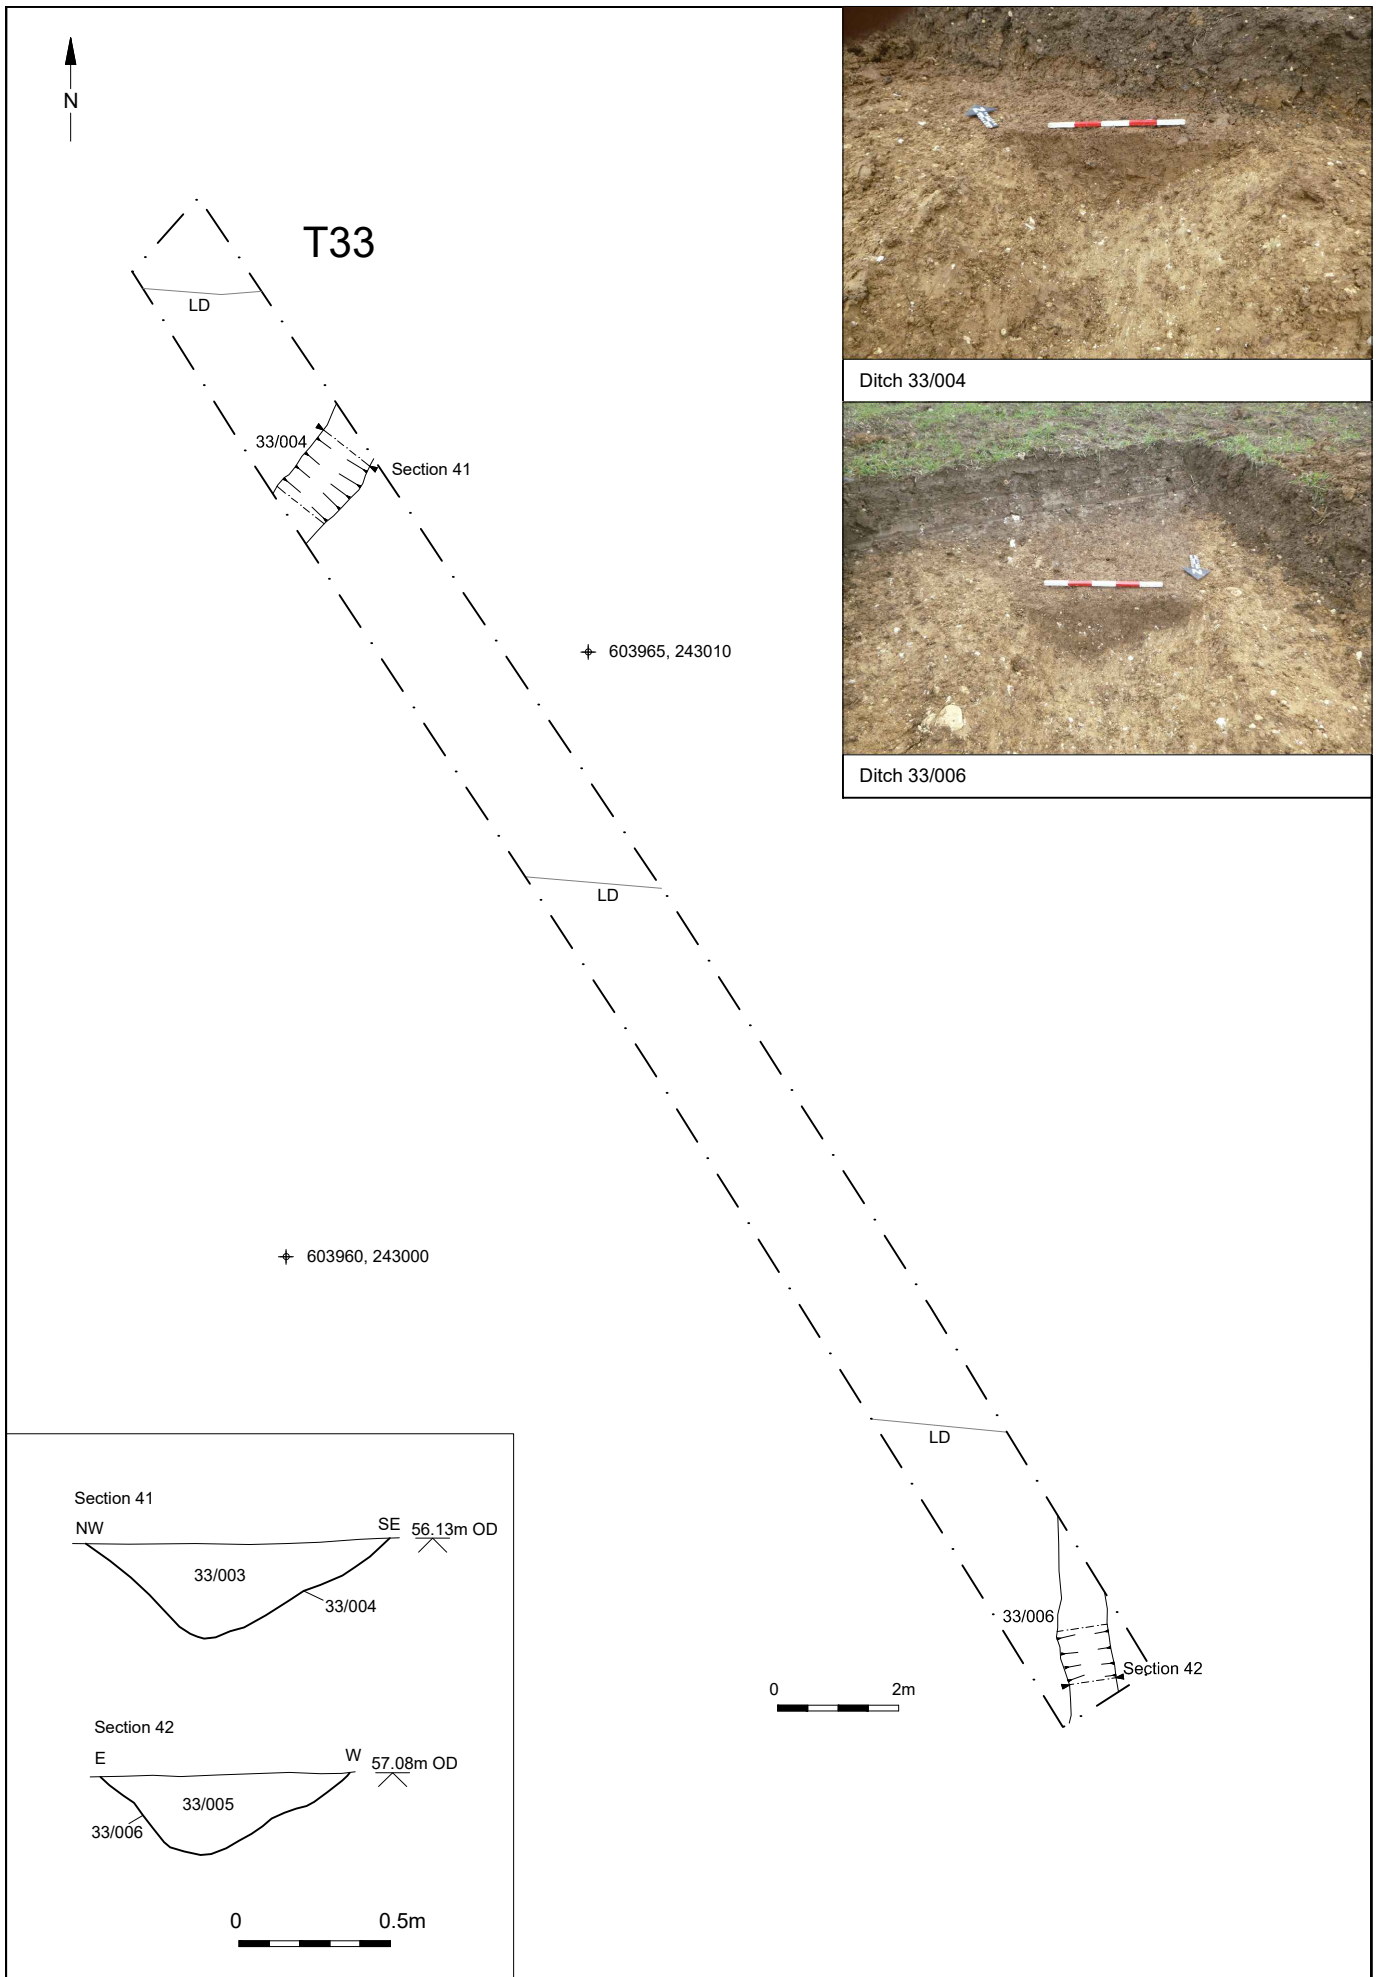 N
T33
LD
33/004
Section 41
603965, 243010
LD
603960, 243000
LD
33/006
Section 42
0 2m
Ditch 33/004
Ditch 33/006
Section 41
NW SE 56.13m OD
33/003
33/004
Section 42
E W 57.08m OD
33/005
33/006
0 0.5m